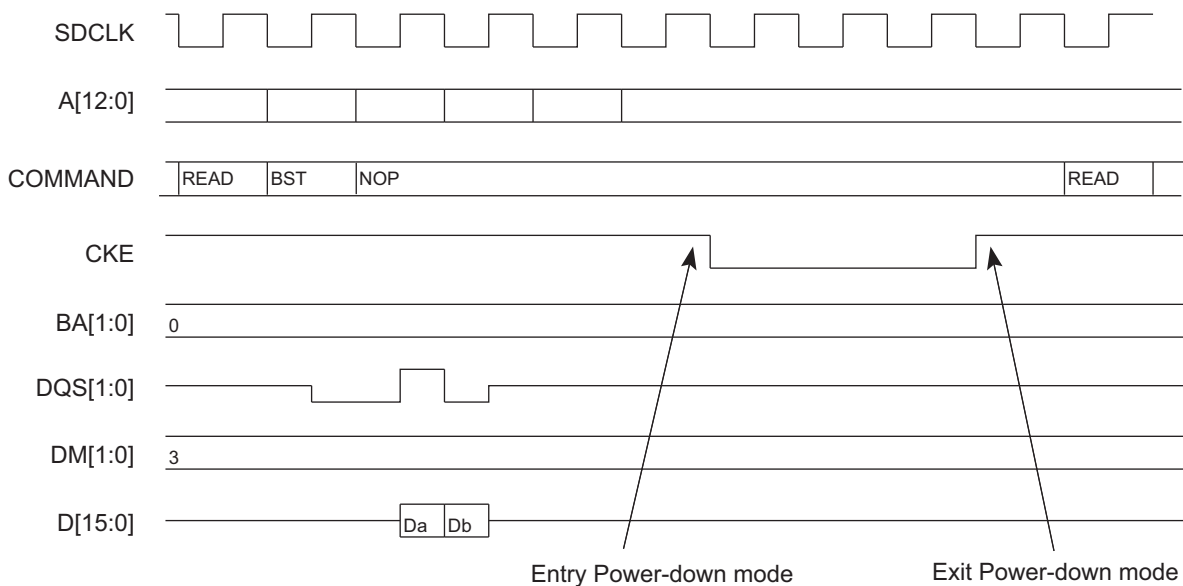 SDCLK
A[12:0]
COMMAND READ BST NOP READ
CKE
BA[1:0] 0
DQS[1:0]
DM[1:0] 3
D[15:0] Da Db
Entry Power-down mode Exit Power-down mode